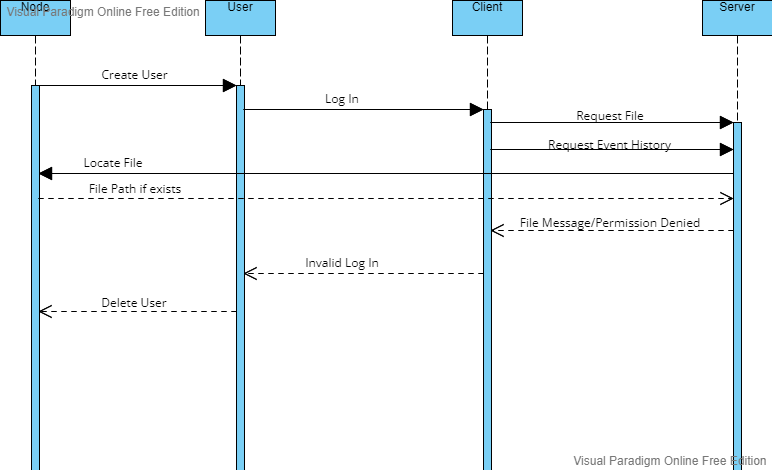 Visual Paradigm Online Free Edition
Node
User
Client
Server
Create User
Log In
Request File
Request Event History
Locate File
File Path if exists
File Message/Permission Denied
Invalid Log In
Delete User
Visual Paradigm Online Free Edition